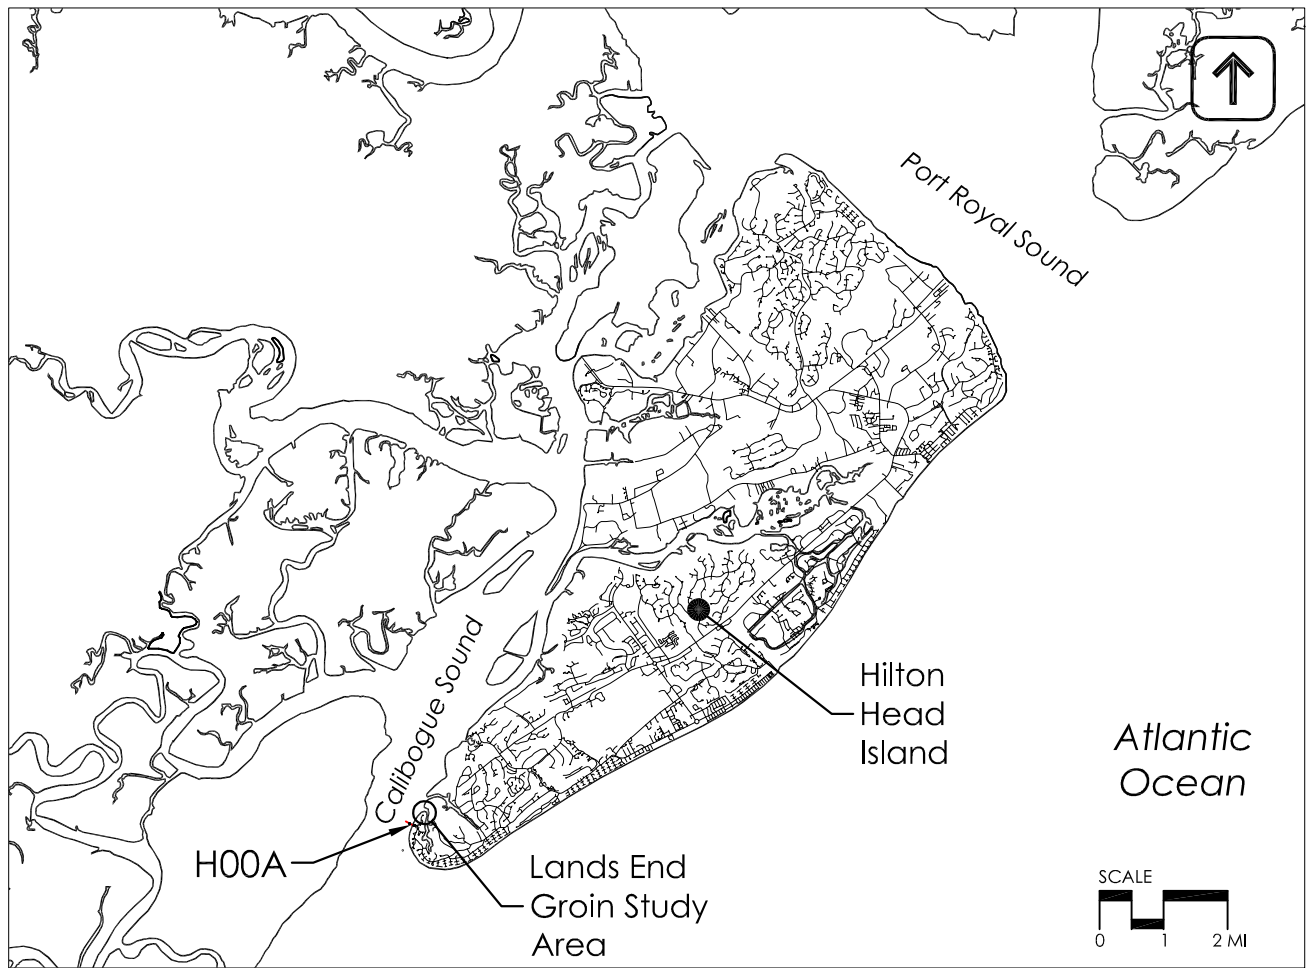 Port Royal Sound
Calibogue Sound
Hilton
Head
Island
Atlantic
Ocean
H00A
Lands End
Groin Study
Area
SCALE
0 1 2 MI